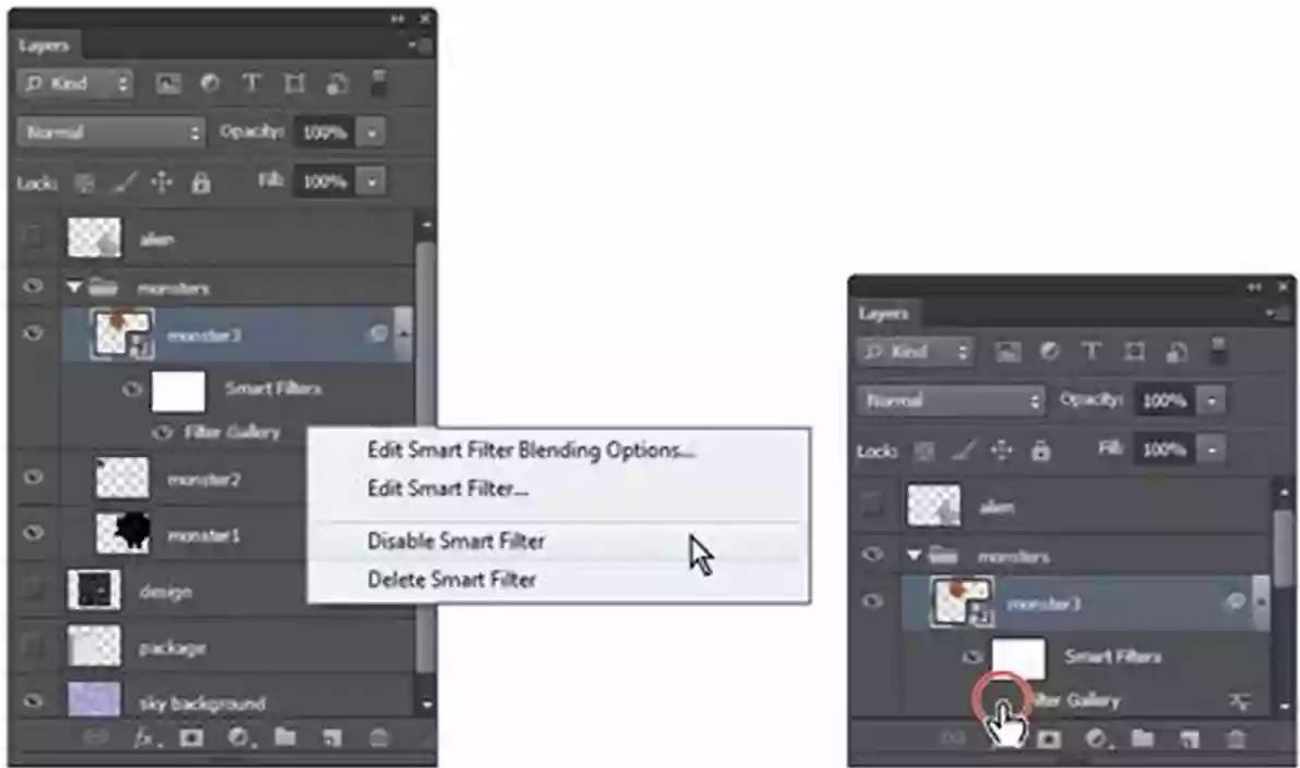 Layers
Kind
Normal Opacity: 100%
Lock: Fill: 100%
alien
monsters
monster3
Smart Filters
Filter Gallery
monster2
monster1
design
package
sky background
fx
Edit Smart Filter Blending Options...
Edit Smart Filter...
Disable Smart Filter
Delete Smart Filter
Layers
Kind
Normal Opacity: 100%
Lock: Fill: 100%
alien
monsters
monster3
Smart Filters
Gallery